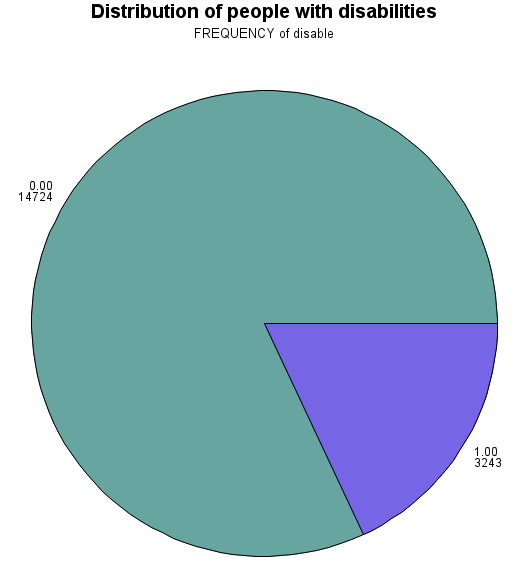 Distribution of people with disabilities
FREQUENCY of disable
0.00
14724
1.00
3243